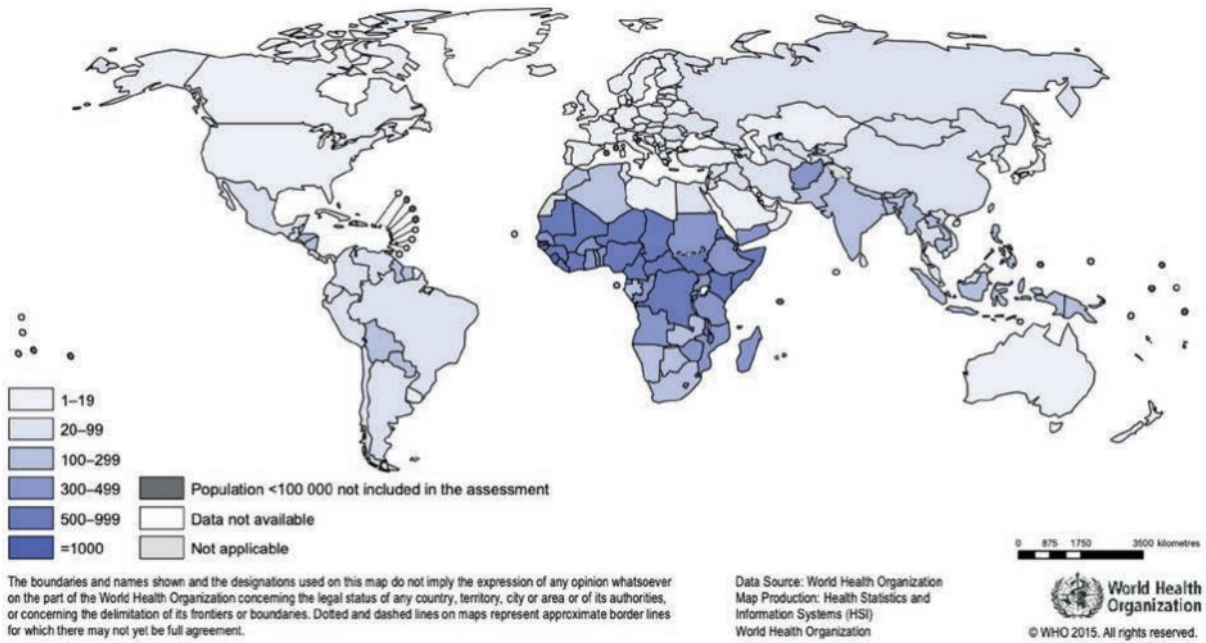 1–19
20–99
100–299
300–499
500–999
=1000
Population <100 000 not included in the assessment
Data not available
Not applicable
0 875 1750 3500 kilometres
The boundaries and names shown and the designations used on this map do not imply the expression of any opinion whatsoever
on the part of the World Health Organization concerning the legal status of any country, territory, city or area or of its authorities,
or concerning the delimitation of its frontiers or boundaries. Dotted and dashed lines on maps represent approximate border lines
for which there may not yet be full agreement.
Data Source: World Health Organization
Map Production: Health Statistics and
Information Systems (HSI)
World Health Organization
World Health
Organization
© WHO 2015. All rights reserved.